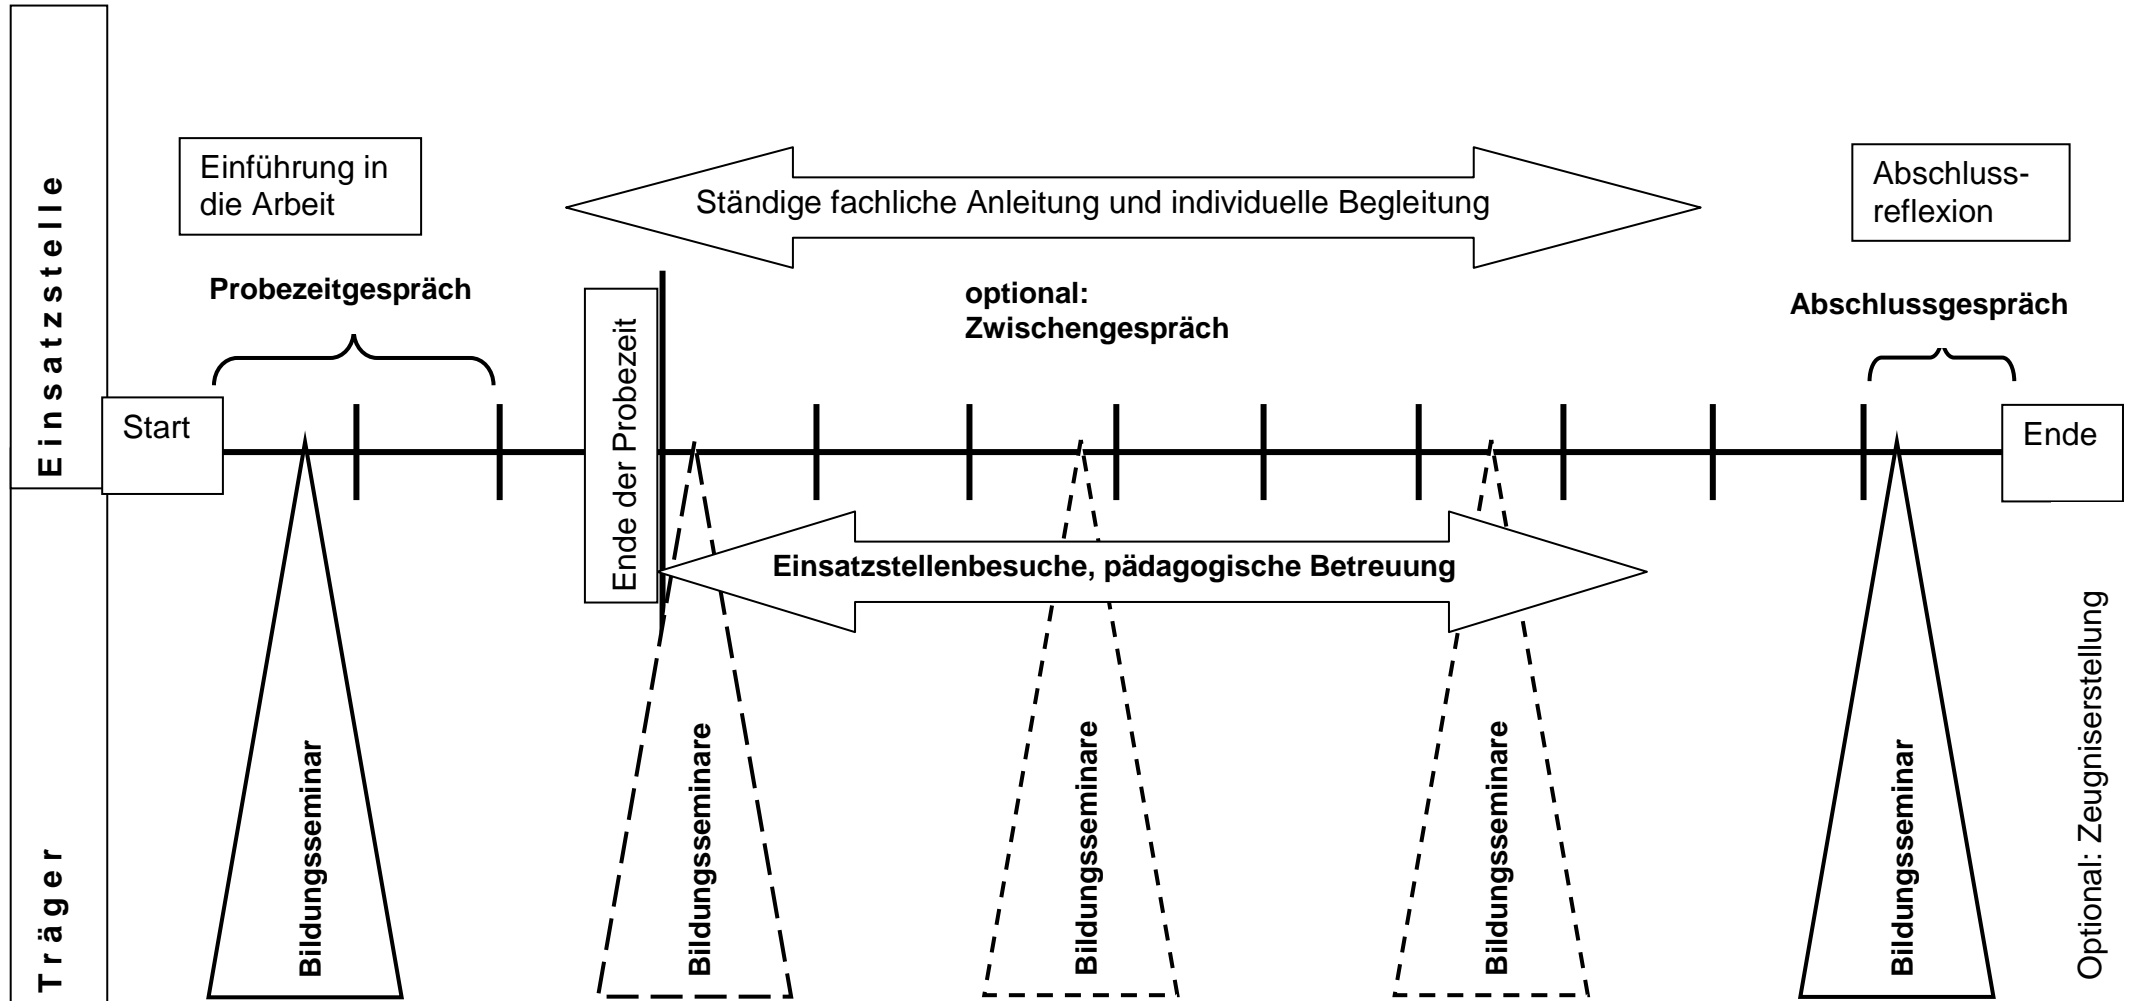 Einsatzstelle
Einführung in
die Arbeit
Ständige fachliche Anleitung und individuelle Begleitung
Abschluss-
reflexion
Probezeitgespräch
optional:
Zwischengespräch
Abschlussgespräch
Start
Ende der Probezeit
Ende
Einsatzstellenbesuche, pädagogische Betreuung
Träger
Bildungsseminar
Bildungsseminare
Bildungsseminare
Bildungsseminare
Bildungsseminar
Optional: Zeugniserstellung